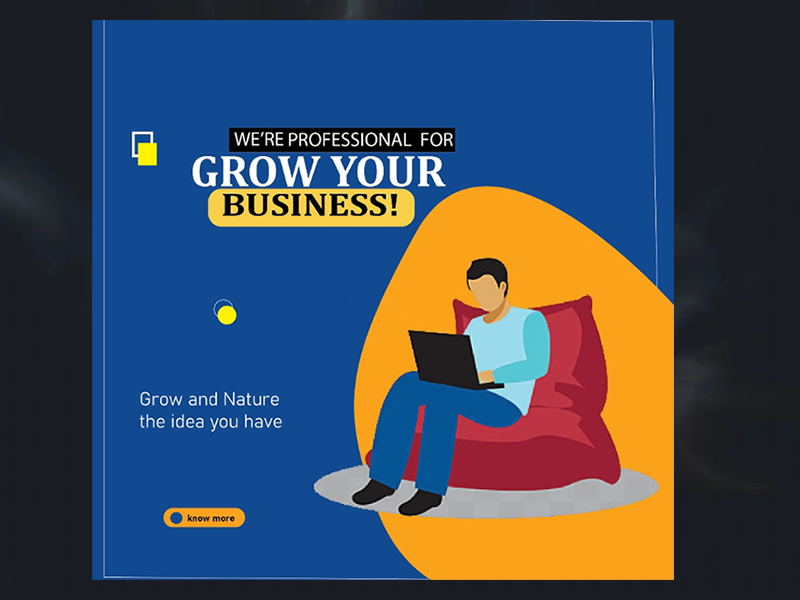 WE'RE PROFESSIONAL FOR
GROW YOUR
BUSINESS!
Grow and Nature
the idea you have
know more